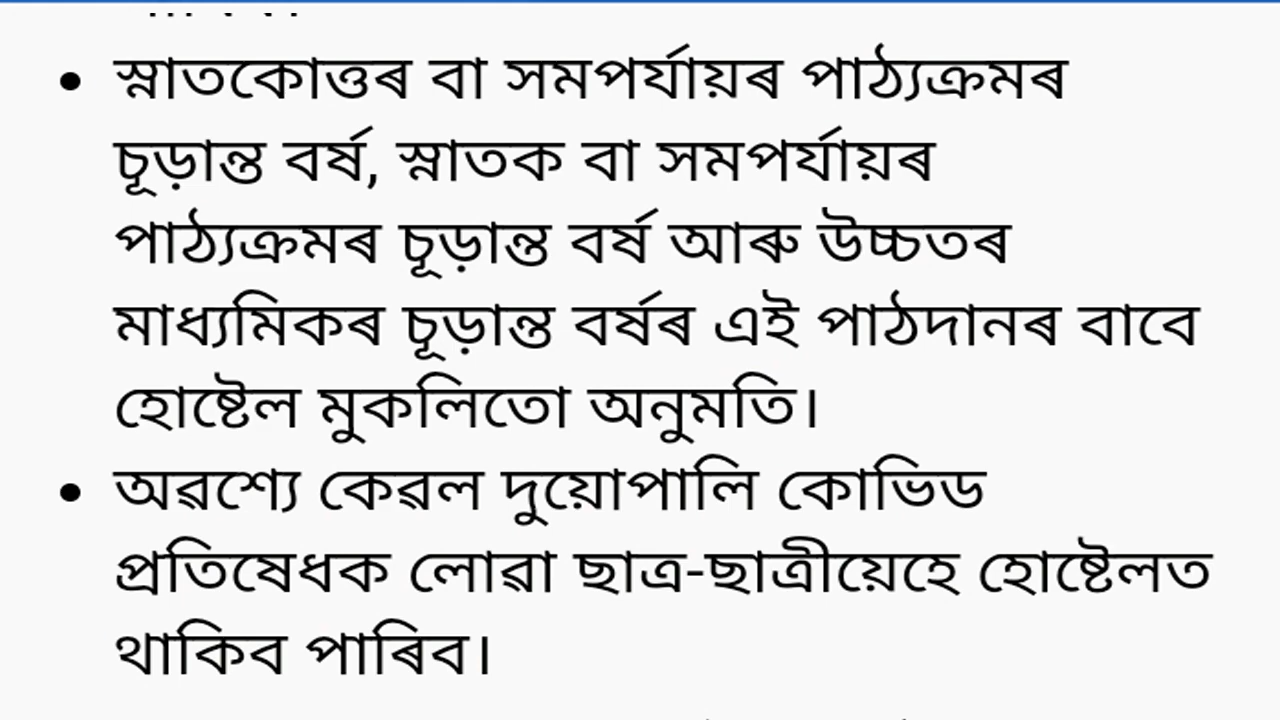 • স্নাতকোত্তৰ বা সমপৰ্যায়ৰ পাঠ্যক্ৰমৰ
চূড়ান্ত বৰ্ষ, স্নাতক বা সমপৰ্যায়ৰ
পাঠ্যক্ৰমৰ চূড়ান্ত বৰ্ষ আৰু উচ্চতৰ
মাধ্যমিকৰ চূড়ান্ত বৰ্ষৰ এই পাঠদানৰ বাবে
হোষ্টেল মুকলিতো অনুমতি।
• অৱশ্যে কেৱল দুয়োপালি কোভিড
প্ৰতিষেধক লোৱা ছাত্ৰ-ছাত্ৰীয়েহে হোষ্টেলত
থাকিব পাৰিব।